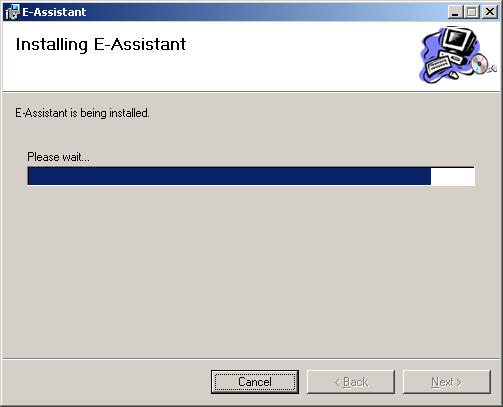 E-Assistant
Installing E-Assistant
E-Assistant is being installed.
Please wait...
Cancel
< Back
Next >